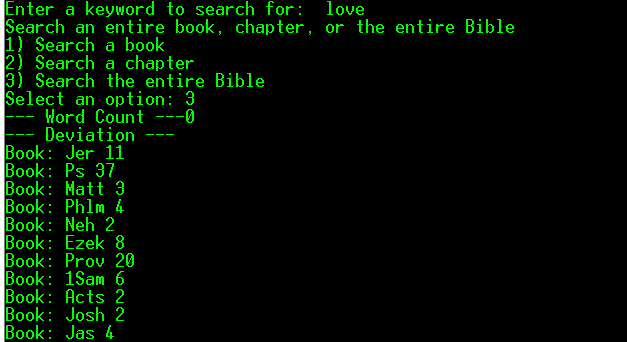 Enter a keyword to search for:  love
Search an entire book, chapter, or the entire Bible
1) Search a book
2) Search a chapter
3) Search the entire Bible
Select an option: 3
--- Word Count ---0
--- Deviation ---
Book: Jer 11
Book: Ps 37
Book: Matt 3
Book: Phlm 4
Book: Neh 2
Book: Ezek 8
Book: Prov 20
Book: 1Sam 6
Book: Acts 2
Book: Josh 2
Book: Jas 4